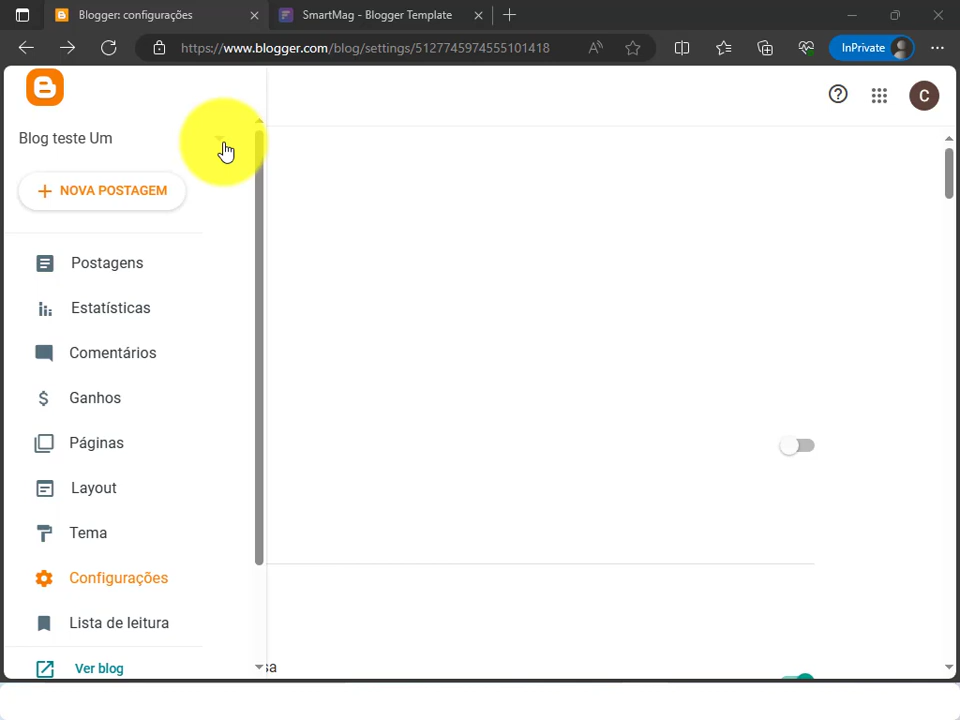 Blogger: configurações
SmartMag - Blogger Template
https://www.blogger.com/blog/settings/5127745974555101418
InPrivate
C
Blog teste Um
NOVA POSTAGEM
Postagens
Estatísticas
Comentários
Ganhos
Páginas
Layout
Tema
Configurações
Lista de leitura
sa
Ver blog